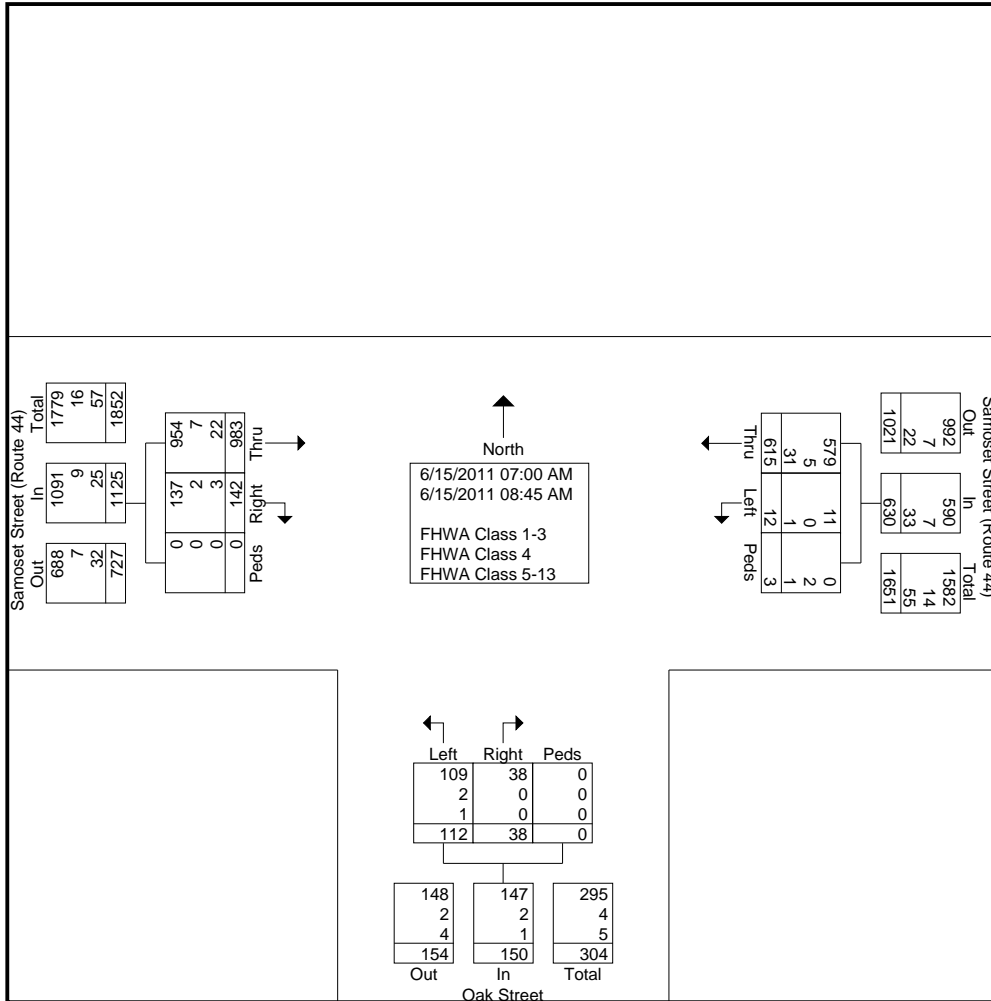 Samoset Street (Route 44)
Total
1779
16
57
1852
In
1091
9
25
1125
Out
688
7
32
727
Thru
954
7
22
983
Right
137
2
3
142
Peds
0
0
0
0
North
6/15/2011 07:00 AM
6/15/2011 08:45 AM
FHWA Class 1-3
FHWA Class 4
FHWA Class 5-13
Thru
579
5
31
615
Left
11
0
1
12
Peds
0
2
1
3
Samoset Street (Route 44)
Out
992
7
22
1021
In
590
7
33
630
Total
1582
14
55
1651
Left Right Peds
109 38 0
2 0 0
1 0 0
112 38 0
148 147 295
2 2 4
4 1 5
154 150 304
Out In Total
Oak Street